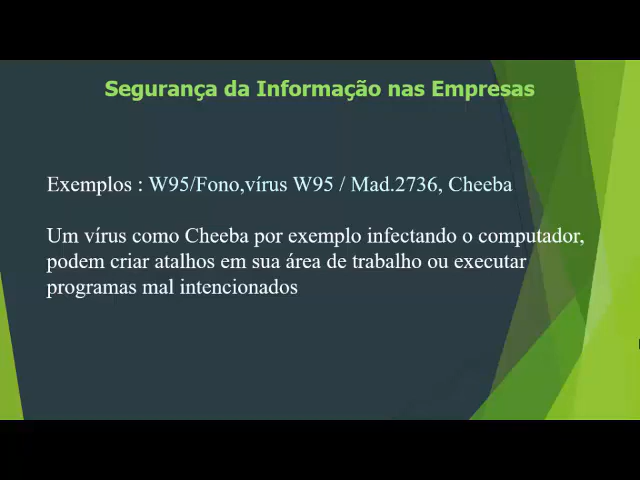 Segurança da Informação nas Empresas
Exemplos : W95/Fono,vírus W95 / Mad.2736, Cheeba
Um vírus como Cheeba por exemplo infectando o computador,
podem criar atalhos em sua área de trabalho ou executar
programas mal intencionados